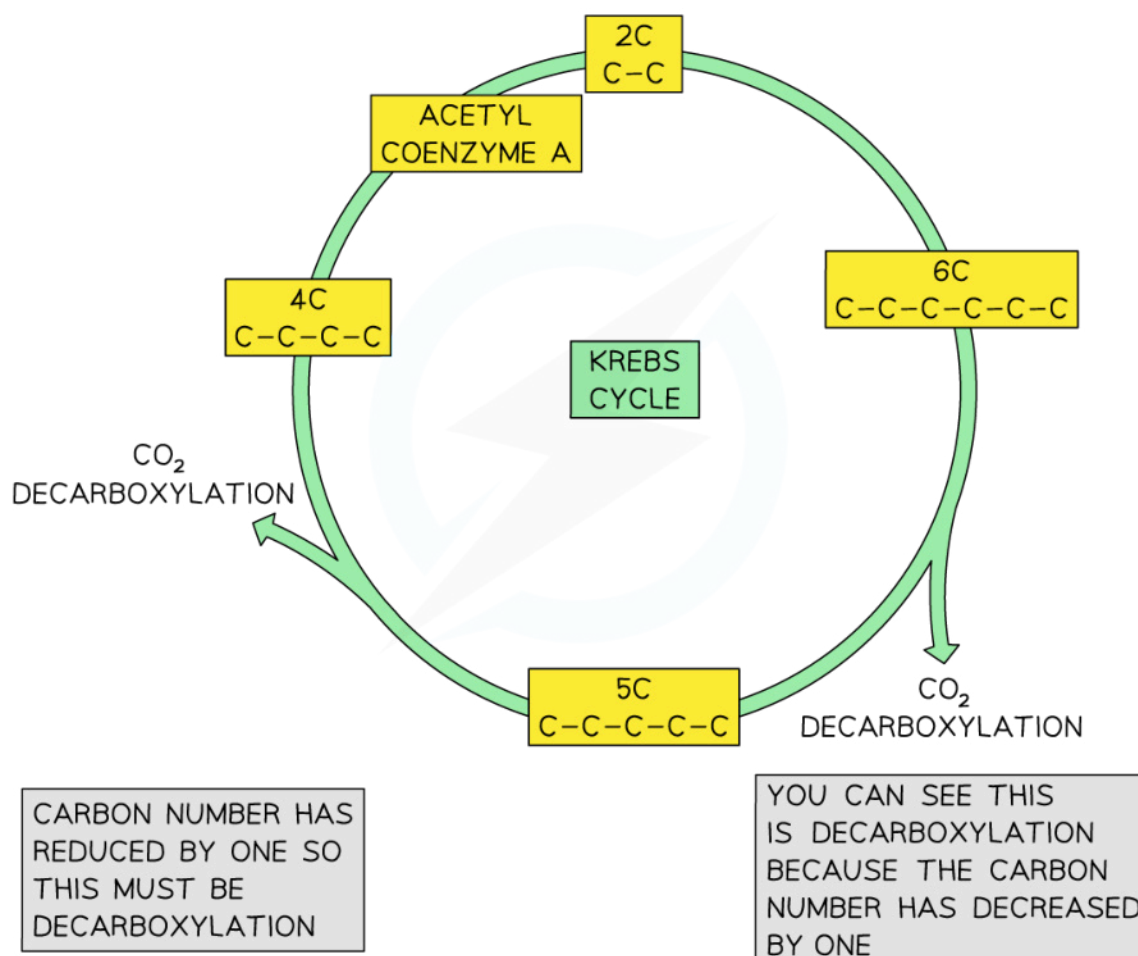 2C
C–C
ACETYL
COENZYME A
6C
C–C–C–C–C–C
4C
C–C–C–C
KREBS
CYCLE
CO₂
DECARBOXYLATION
5C
C–C–C–C–C
CO₂
DECARBOXYLATION
CARBON NUMBER HAS
REDUCED BY ONE SO
THIS MUST BE
DECARBOXYLATION
YOU CAN SEE THIS
IS DECARBOXYLATION
BECAUSE THE CARBON
NUMBER HAS DECREASED
BY ONE